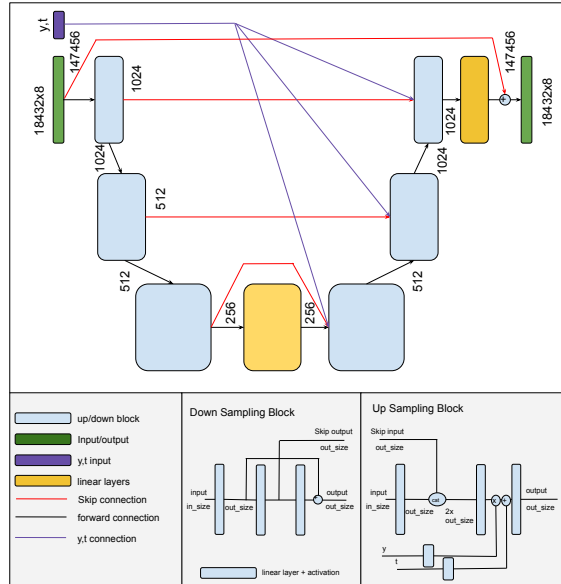 y,t
147456
18432x8
1024
1024
512
512
256
256
512
1024
1024
147456
+
18432x8
up/down block
Input/output
y,t input
linear layers
Skip connection
forward connection
y,t connection
Down Sampling Block
Skip output
out_size
input
in_size
out_size
output
out_size
linear layer + activation
Up Sampling Block
Skip input
input
in_size
out_size
cat
2x
out_size
x
+
output
out_size
y
t